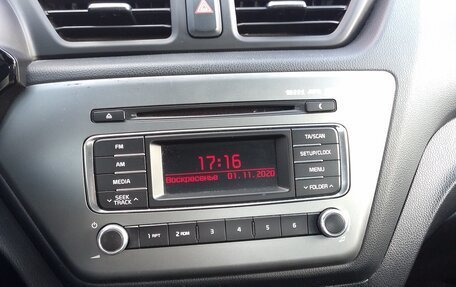 FM
AM
MEDIA
SEEK
TRACK
17:16
Воскресенье 01.11.2020
TA/SCAN
SETUP/CLOCK
MENU
FOLDER
1 RPT 2 RDM 3 4 5 6